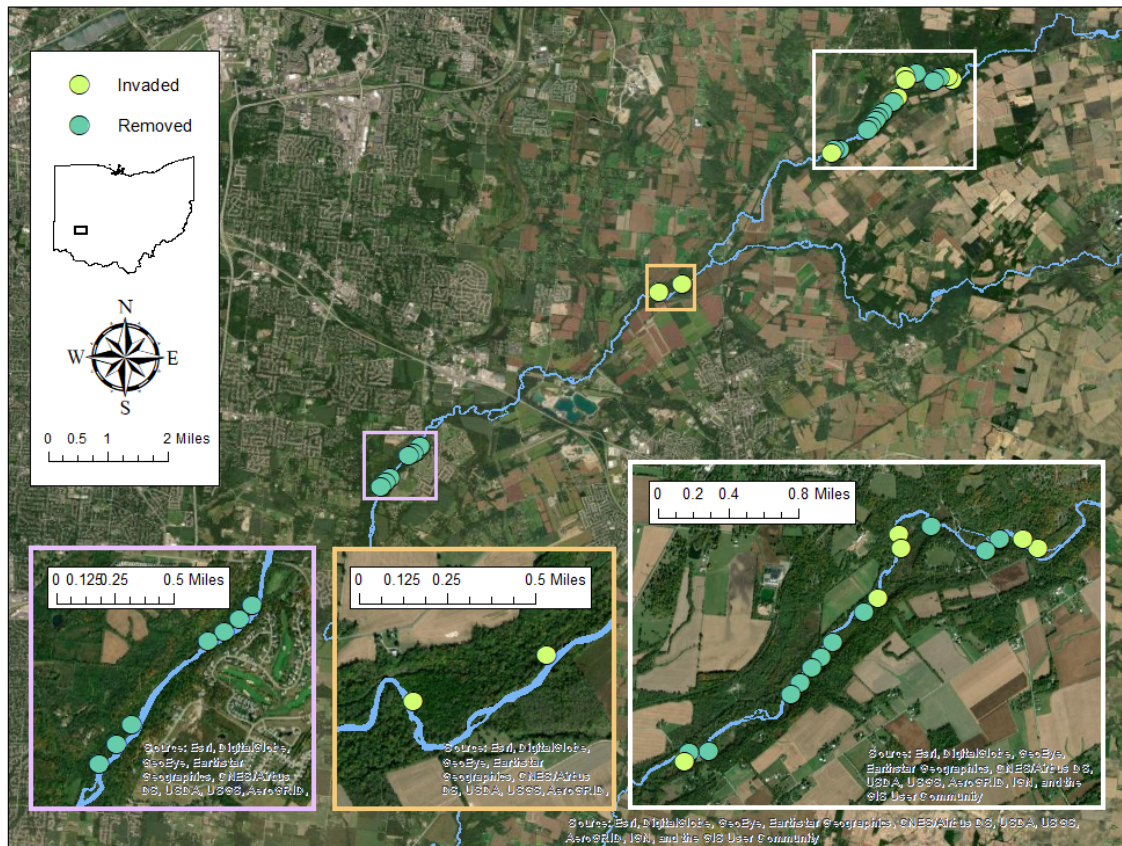 Invaded
Removed
N
W E
S
0 0.5 1 2 Miles
0 0.2 0.4 0.8 Miles
0 0.125 0.25 0.5 Miles
Source: Esri, DigitalGlobe,
GeoEye, Earthstar
Geographics, CNES/Airbus
DS, USDA, USGS, AeroGRID,
0 0.125 0.25 0.5 Miles
Source: Esri, DigitalGlobe,
GeoEye, Earthstar
Geographics, CNES/Airbus
DS, USDA, USGS, AeroGRID,
Source: Esri, DigitalGlobe, GeoEye,
Earthstar Geographics, CNES/Airbus DS,
USDA, USGS, AeroGRID, IGN, and the
GIS User Community
Source: Esri, DigitalGlobe, GeoEye, Earthstar Geographics, CNES/Airbus DS, USDA, USGS,
AeroGRID, IGN, and the GIS User Community